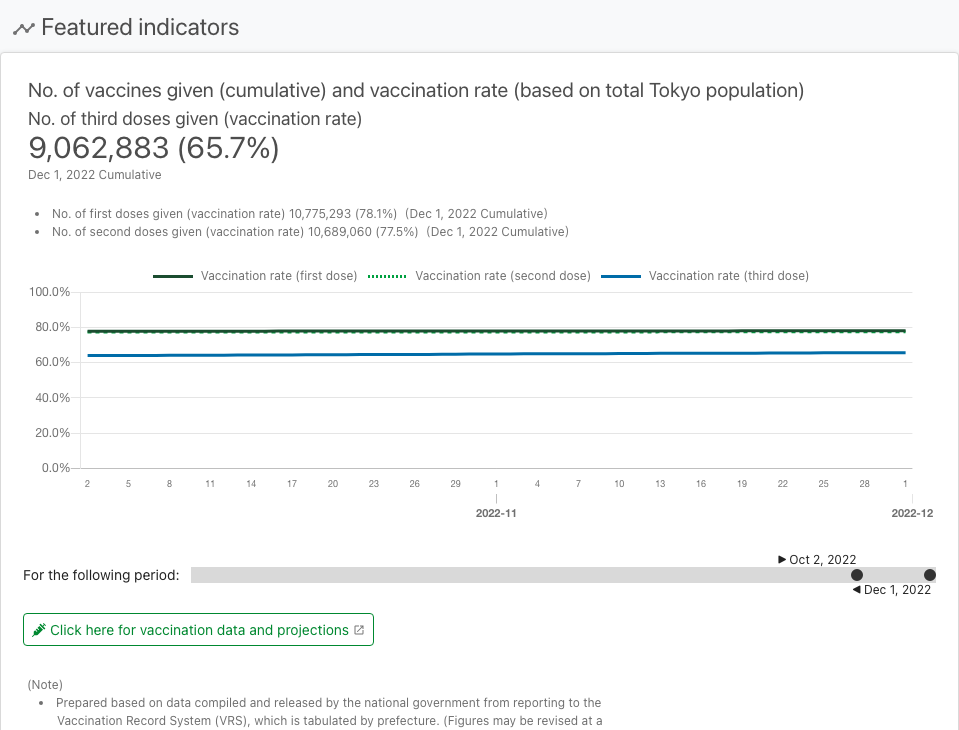 Featured indicators
No. of vaccines given (cumulative) and vaccination rate (based on total Tokyo population)
No. of third doses given (vaccination rate)
9,062,883 (65.7%)
Dec 1, 2022 Cumulative
• No. of first doses given (vaccination rate) 10,775,293 (78.1%) (Dec 1, 2022 Cumulative)
• No. of second doses given (vaccination rate) 10,689,060 (77.5%) (Dec 1, 2022 Cumulative)
Vaccination rate (first dose) Vaccination rate (second dose) Vaccination rate (third dose)
100.0%
80.0%
60.0%
40.0%
20.0%
0.0%
2 5 8 11 14 17 20 23 26 29 1 4 7 10 13 16 19 22 25 28 1
2022-11 2022-12
▶ Oct 2, 2022
For the following period:
◀ Dec 1, 2022
Click here for vaccination data and projections
(Note)
• Prepared based on data compiled and released by the national government from reporting to the
Vaccination Record System (VRS), which is tabulated by prefecture. (Figures may be revised at a